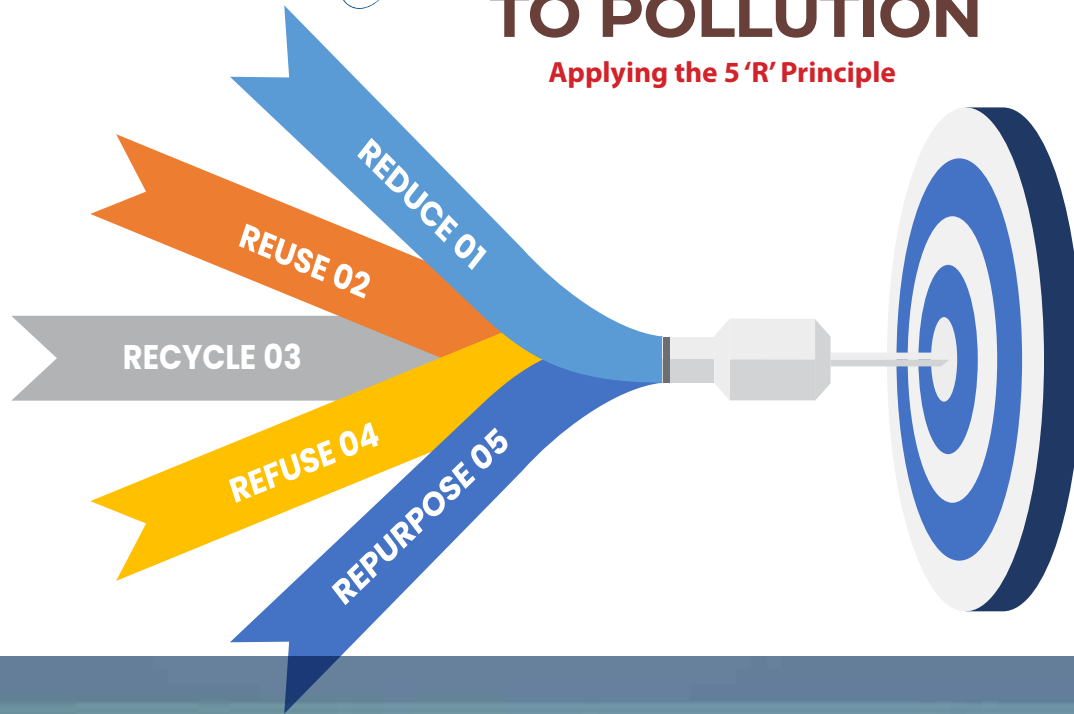 TO POLLUTION
Applying the 5 ‘R’ Principle
REDUCE 01
REUSE 02
RECYCLE 03
REFUSE 04
REPURPOSE 05